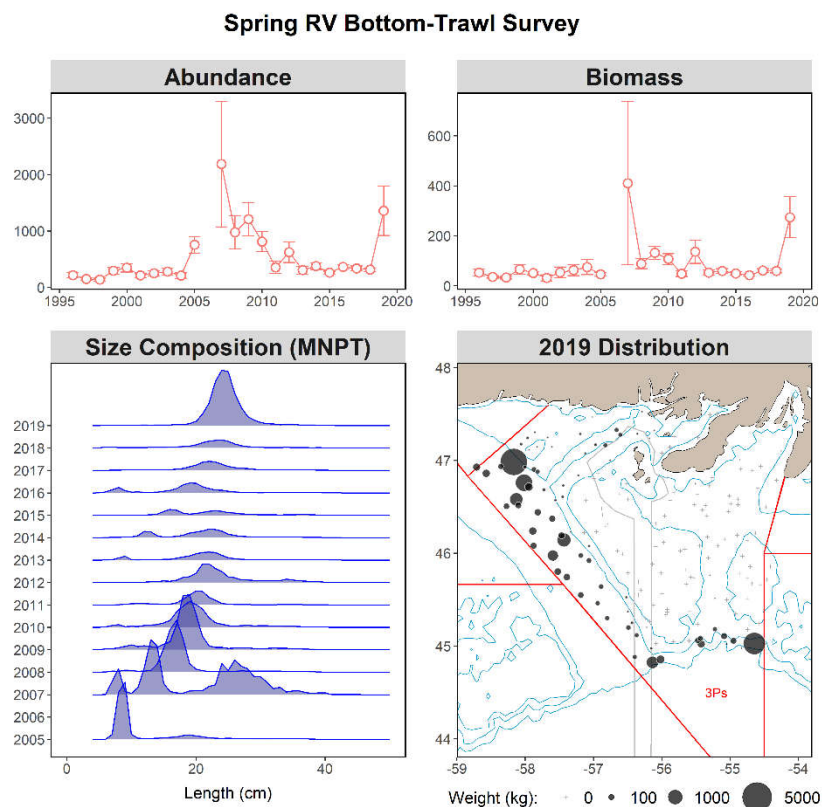 Spring RV Bottom-Trawl Survey
Abundance
Biomass
3000
2000
1000
0
1995 2000 2005 2010 2015 2020
600
400
200
0
1995 2000 2005 2010 2015 2020
Size Composition (MNPT)
2019 Distribution
2019
2018
2017
2016
2015
2014
2013
2012
2011
2010
2009
2008
2007
2006
2005
0 20 40
Length (cm)
48
47
46
45
44
3Ps
-59 -58 -57 -56 -55 -54
Weight (kg): 0 100 1000 5000